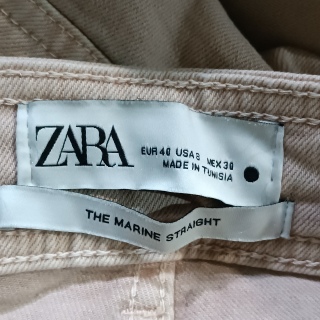 ZARA
EUR 40 USA 8 MEX 30
MADE IN TUNISIA
THE MARINE STRAIGHT